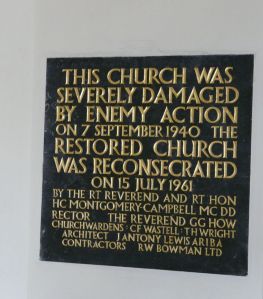 THIS CHURCH WAS
SEVERELY DAMAGED
BY ENEMY ACTION
ON 7 SEPTEMBER 1940 THE
RESTORED CHURCH
WAS RECONSECRATED
ON 15 JULY 1961
BY THE RT REVEREND AND RT HON
HC MONTGOMERY-CAMPBELL MC DD
RECTOR THE REVEREND GG HOW
CHURCHWARDENS · CF WASTELL · TH WRIGHT
ARCHITECT J ANTONY LEWIS ARIBA
CONTRACTORS RW BOWMAN LTD